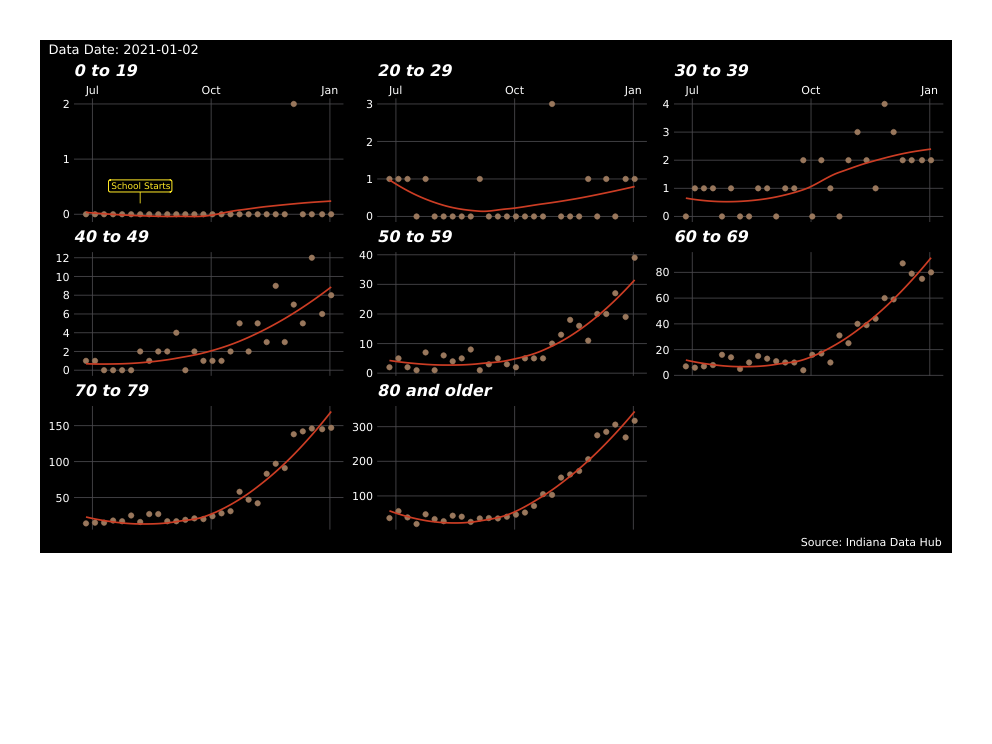 Data Date: 2021-01-02
0 to 19
20 to 29
30 to 39
Jul Oct Jan
Jul Oct Jan
Jul Oct Jan
2
1
0
School Starts
3
2
1
0
4
3
2
1
0
40 to 49
50 to 59
60 to 69
12
10
8
6
4
2
0
40
30
20
10
0
80
60
40
20
0
70 to 79
80 and older
150
100
50
300
200
100
Source: Indiana Data Hub